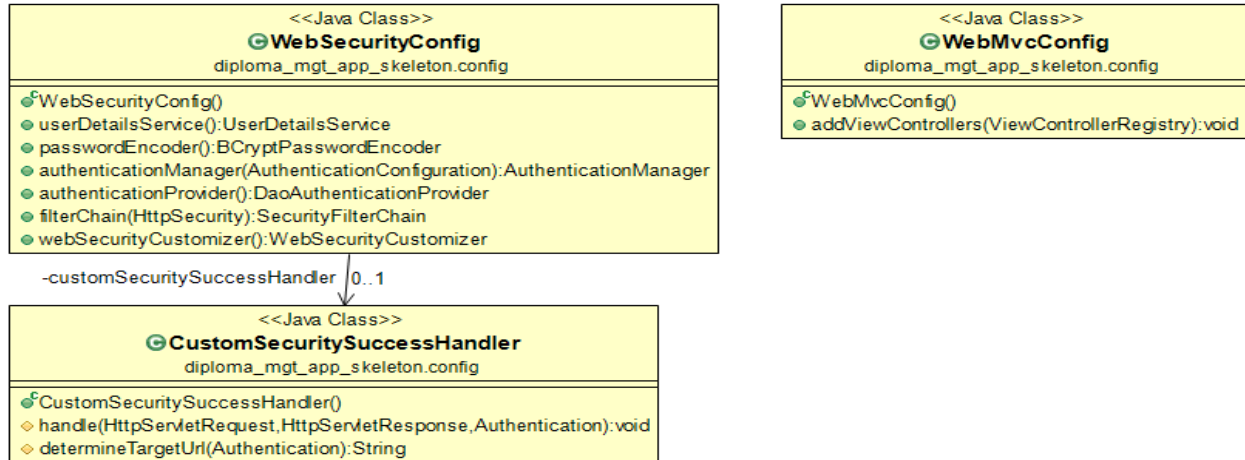 <<Java Class>>
WebSecurityConfig
diploma_mgt_app_skeleton.config
WebSecurityConfig()
userDetailsService():UserDetailsService
passwordEncoder():BCryptPasswordEncoder
authenticationManager(AuthenticationConfiguration):AuthenticationManager
authenticationProvider():DaoAuthenticationProvider
filterChain(HttpSecurity):SecurityFilterChain
webSecurityCustomizer():WebSecurityCustomizer
-customSecuritySuccessHandler 0..1
<<Java Class>>
CustomSecuritySuccessHandler
diploma_mgt_app_skeleton.config
CustomSecuritySuccessHandler()
handle(HttpServletRequest,HttpServletResponse,Authentication):void
determineTargetUrl(Authentication):String
<<Java Class>>
WebMvcConfig
diploma_mgt_app_skeleton.config
WebMvcConfig()
addViewControllers(ViewControllerRegistry):void